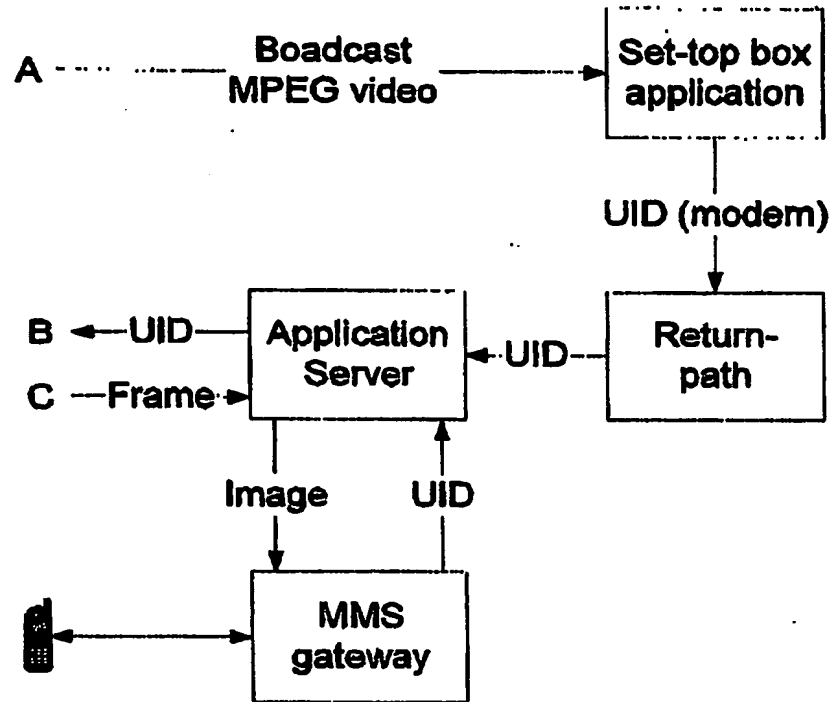 A
Boadcast
MPEG video
Set-top box
application
UID (modem)
B
UID
Application
Server
UID
Return-
path
C
Frame
Image
UID
MMS
gateway